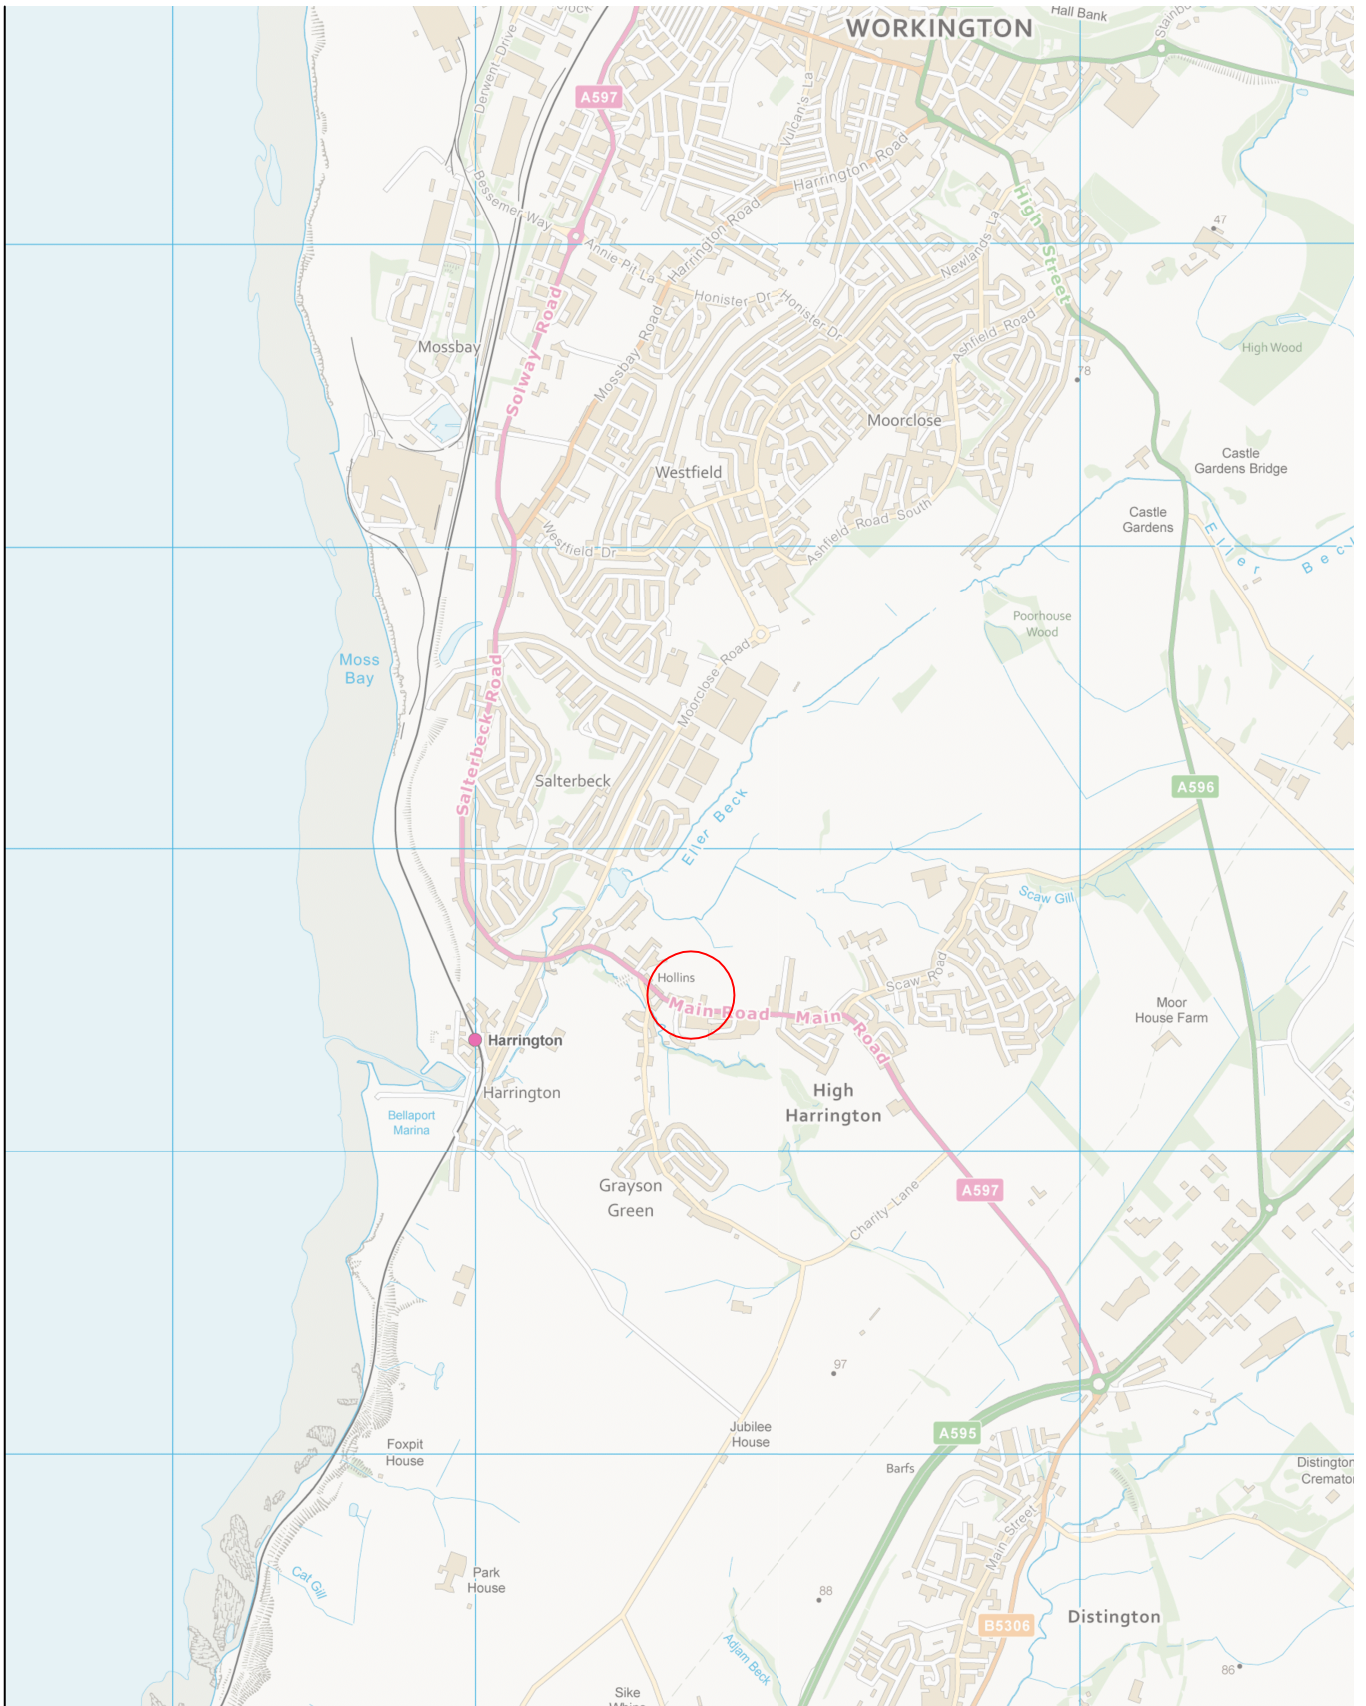 WORKINGTON
Hall Bank
Derwent Drive
A597
Vulcan's La
Harrington Road
Bessemer Way
High Street
47
Annie Pit La
Harrington Road
Newlands La
Honister Dr
Honister Dr
Solway Road
Mossbay Road
Ashfield Road
Mossbay
High Wood
78
Moorclose
Westfield
Castle
Gardens Bridge
Castle
Gardens
Ashfield Road South
Westfield Dr
Eller
Poorhouse
Wood
Moss
Bay
Moorclose Road
Salterbeck Road
Salterbeck
A596
Eller Beck
Scaw Gill
Hollins
Scaw Road
Main Road
Main Road
Moor
House Farm
Harrington
Harrington
High
Harrington
Bellaport
Marina
Grayson
Green
A597
Charity Lane
97
Jubilee
House
A595
Foxpit
House
Barfs
Distington
Main Street
Cat Gill
Park
House
88
Distington
B5306
Adjam Beck
86
Sike